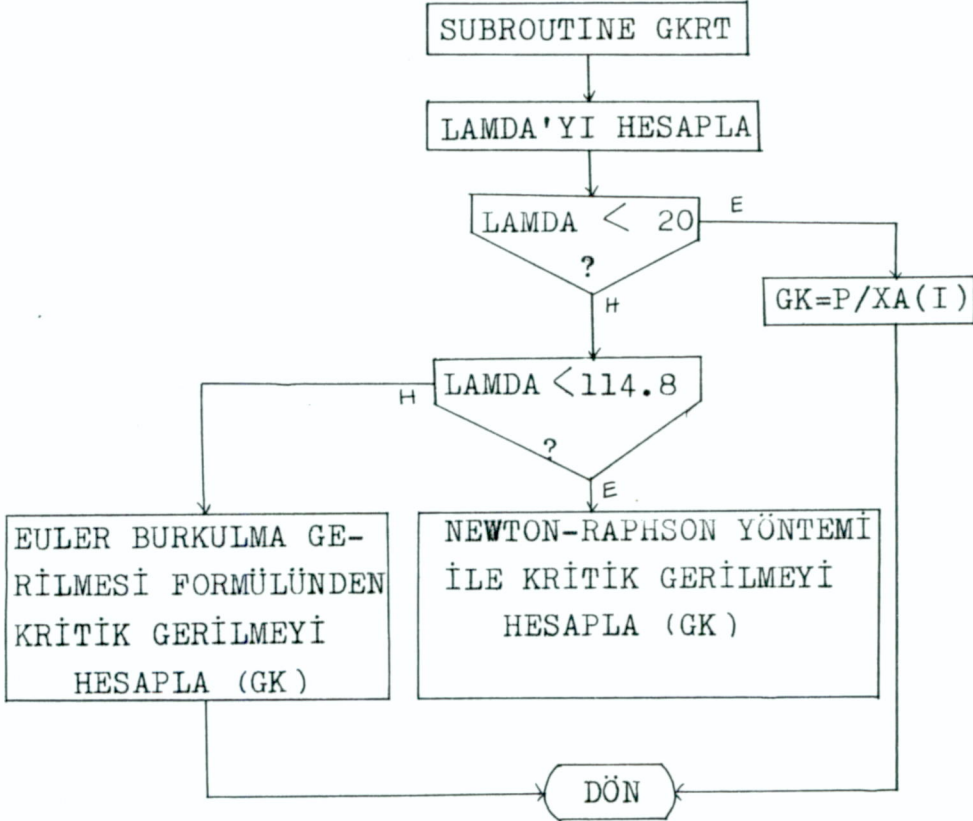 SUBROUTINE GKRT
LAMDA'YI HESAPLA
LAMDA < 20
?
E
H
GK=P/XA(I)
LAMDA <114.8
?
H
E
EULER BURKULMA GE-
RİLMESİ FORMÜLÜNDEN
KRİTİK GERİLMEYİ
HESAPLA (GK)
NEWTON-RAPHSON YÖNTEMİ
İLE KRİTİK GERİLMEYİ
HESAPLA (GK)
DÖN